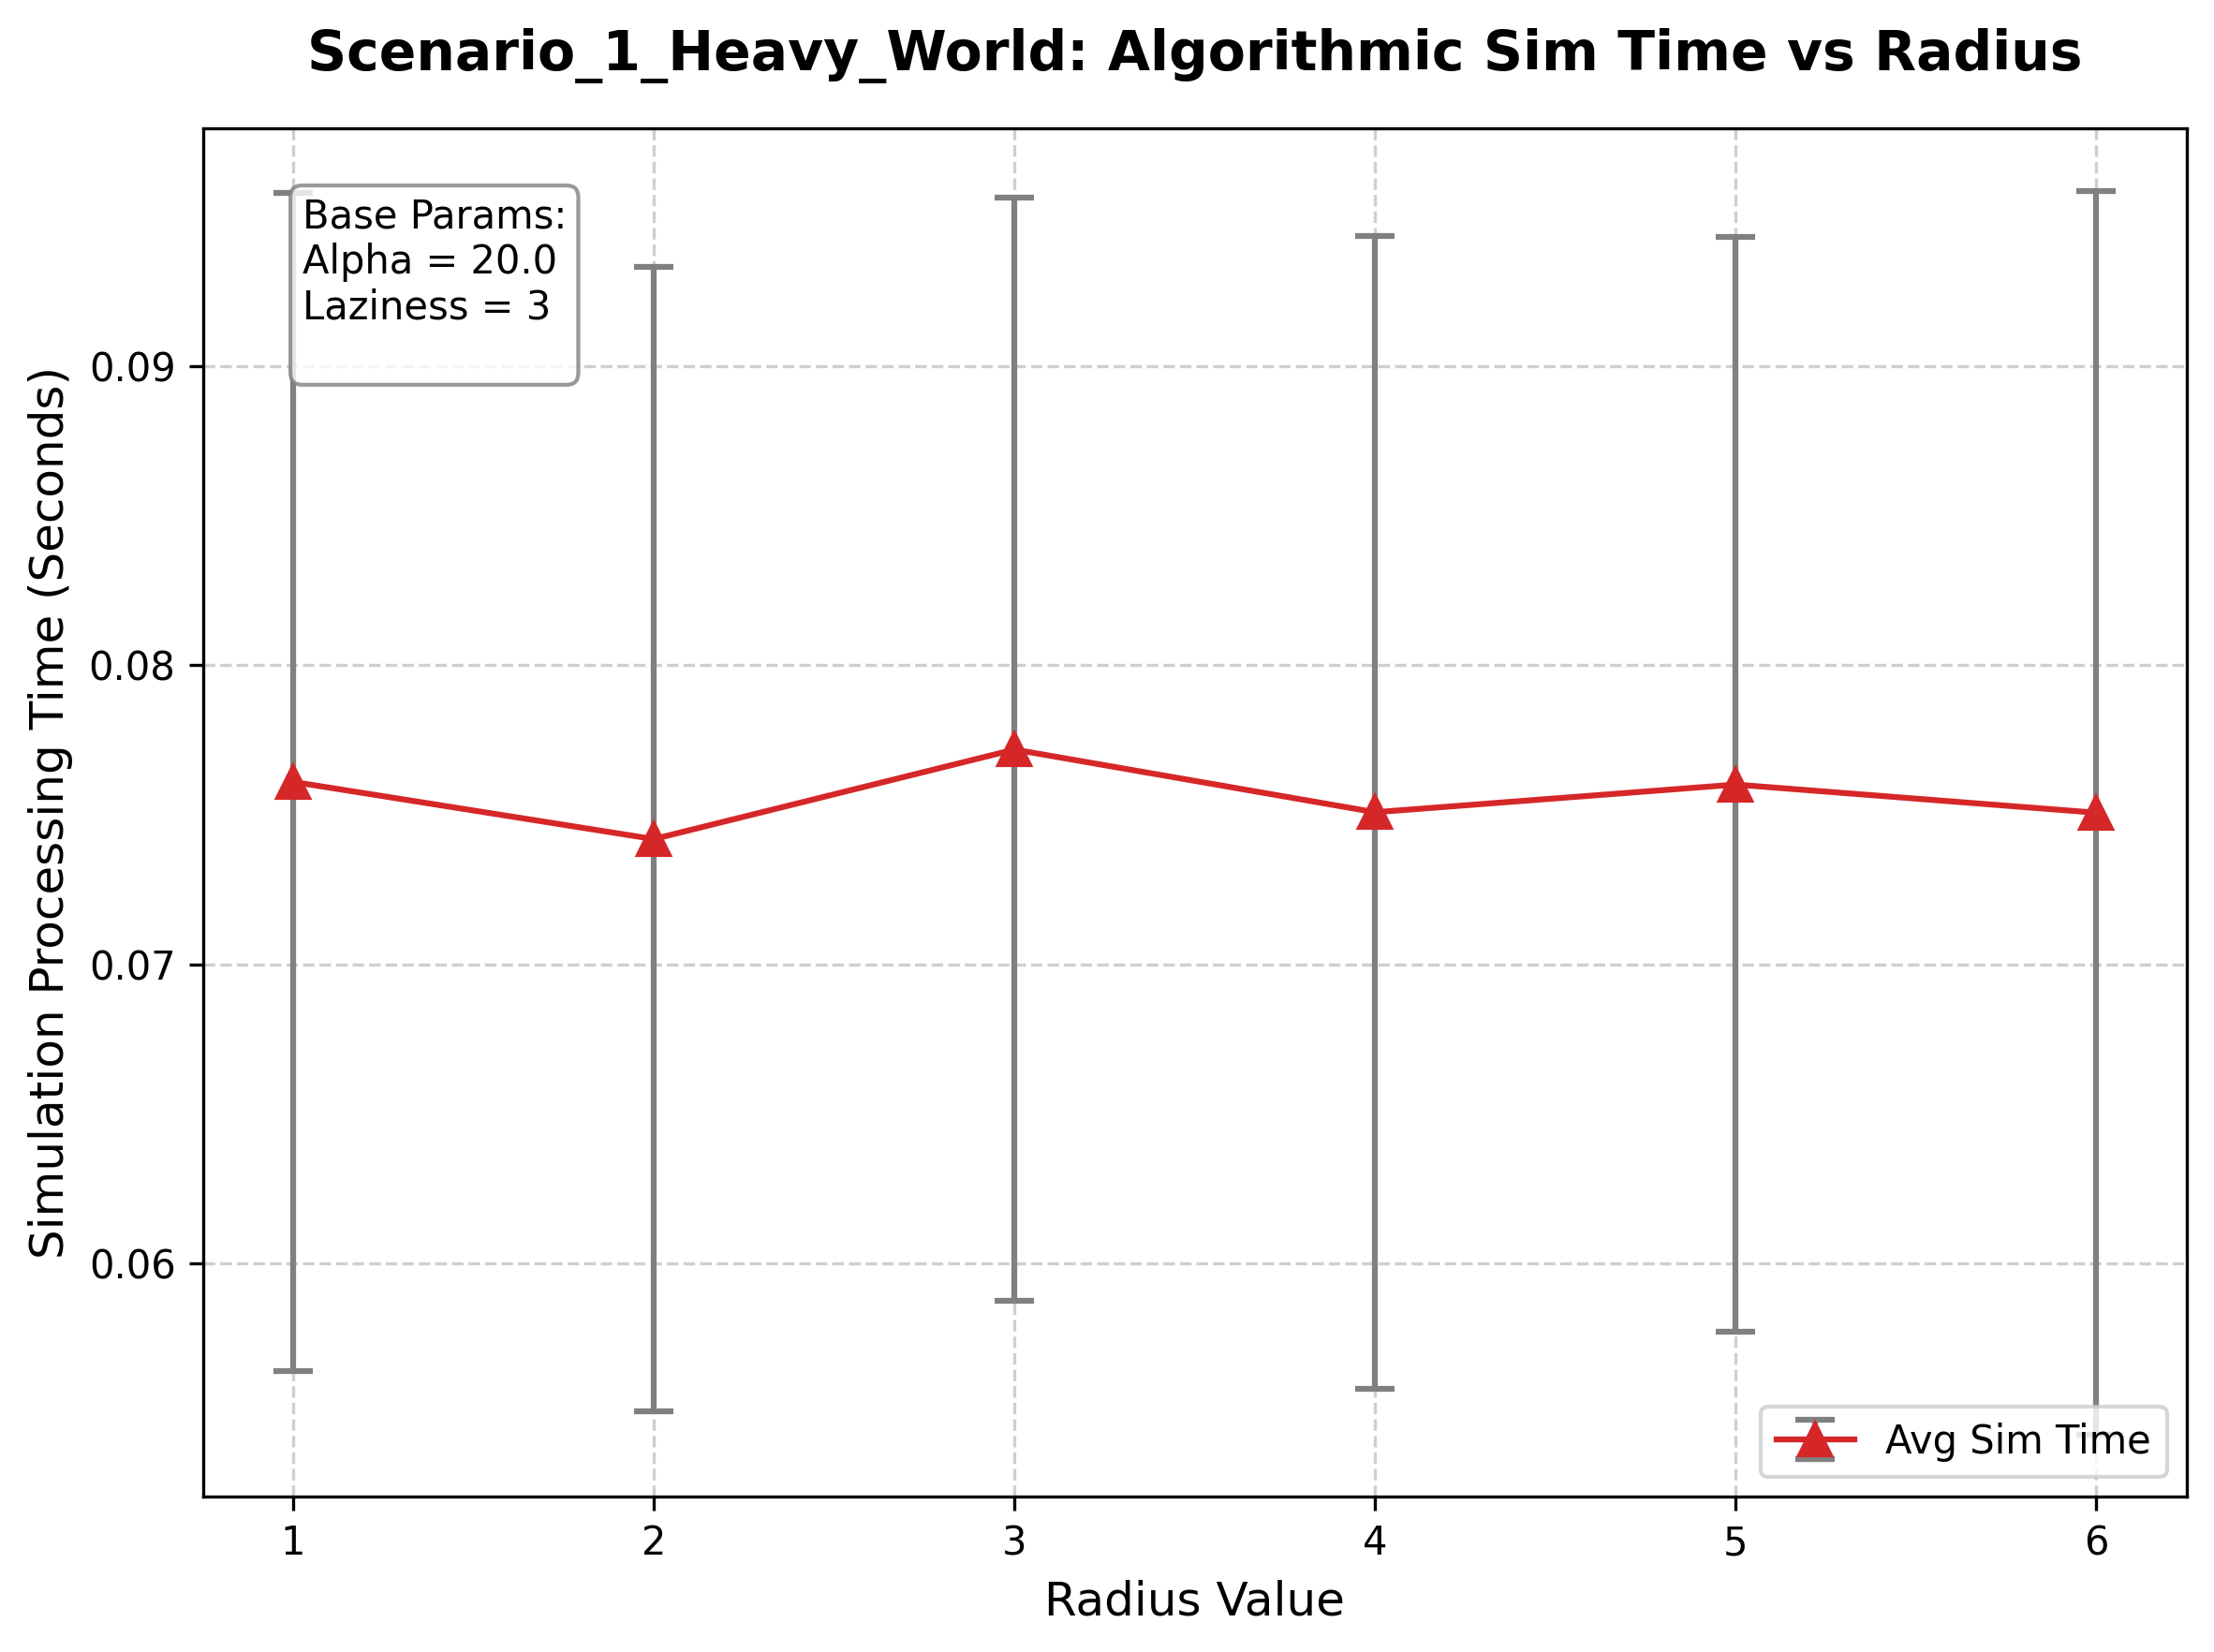 Scenario_1_Heavy_World: Algorithmic Sim Time vs Radius
Base Params:
Alpha = 20.0
Laziness = 3
Simulation Processing Time (Seconds)
0.09
0.08
0.07
0.06
Avg Sim Time
1 2 3 4 5 6
Radius Value